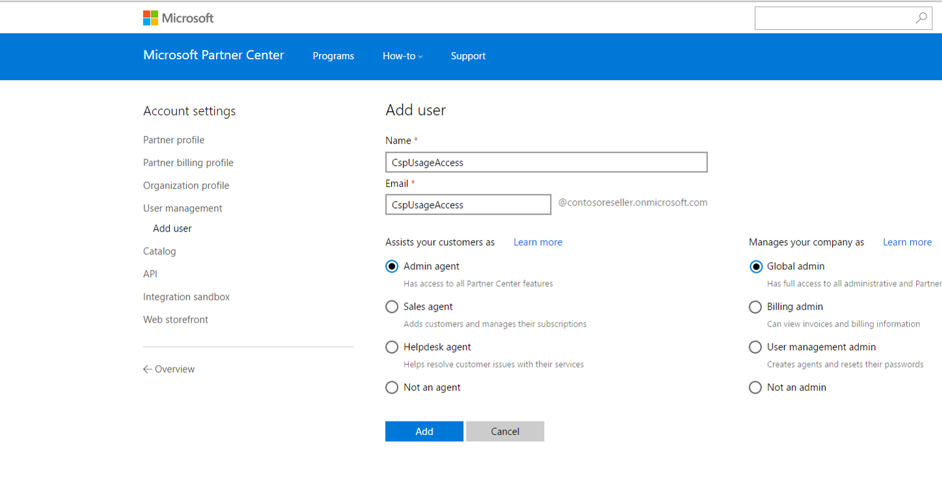 Microsoft
Microsoft Partner Center
Programs
How-to
Support
Account settings
Partner profile
Partner billing profile
Organization profile
User management
Add user
Catalog
API
Integration sandbox
Web storefront
Overview
Add user
Name *
CspUsageAccess
Email *
CspUsageAccess @contosoreseller.onmicrosoft.com
Assists your customers as Learn more
Admin agent
Has access to all Partner Center features
Sales agent
Adds customers and manages their subscriptions
Helpdesk agent
Helps resolve customer issues with their services
Not an agent
Manages your company as Learn more
Global admin
Has full access to all administrative and Partner
Billing admin
Can view invoices and billing information
User management admin
Creates agents and resets their passwords
Not an admin
Add
Cancel